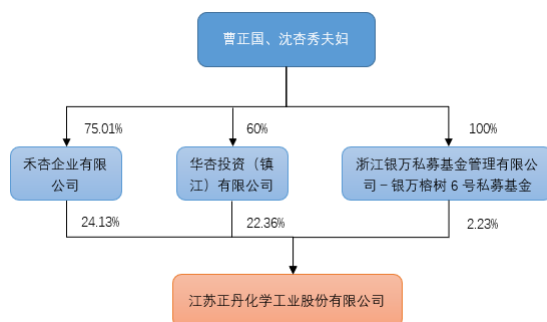 曹正国、沈杏秀夫妇
75.01%
60%
100%
禾杏企业有限
公司
华杏投资（镇
江）有限公司
浙江银万私募基金管理有限公
司－银万榕树 6 号私募基金
24.13%
22.36%
2.23%
江苏正丹化学工业股份有限公司